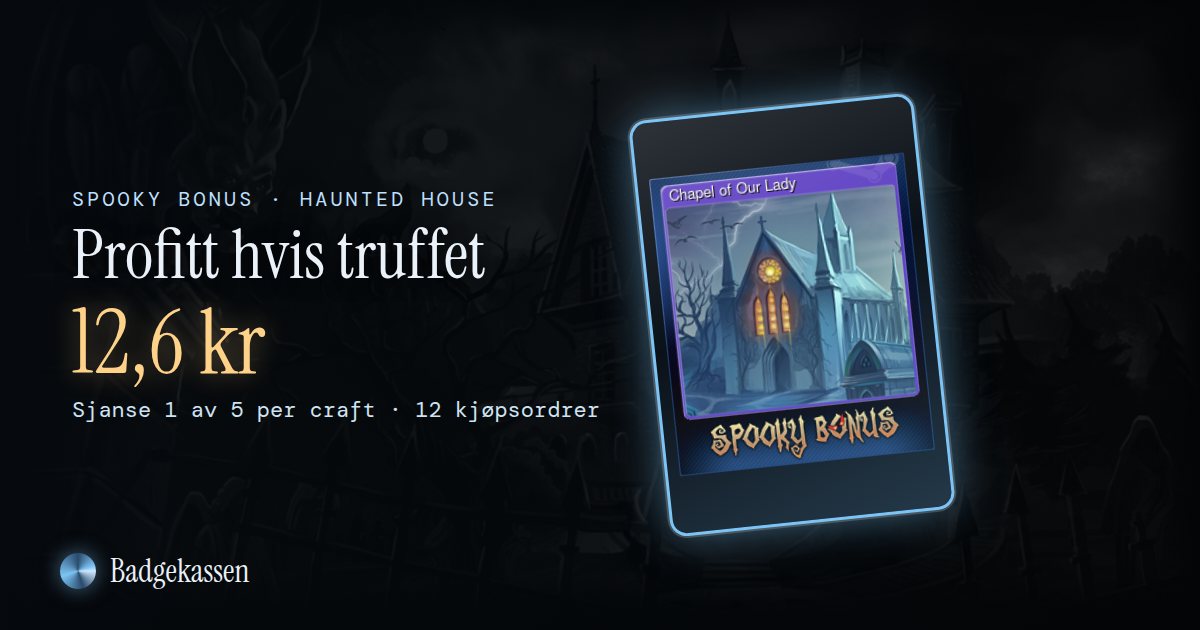 SPOOKY BONUS · HAUNTED HOUSE
Profitt hvis truffet
12,6 kr
Sjanse 1 av 5 per craft · 12 kjøpsordrer
Chapel of Our Lady
SPOOKY BONUS
Badgekassen